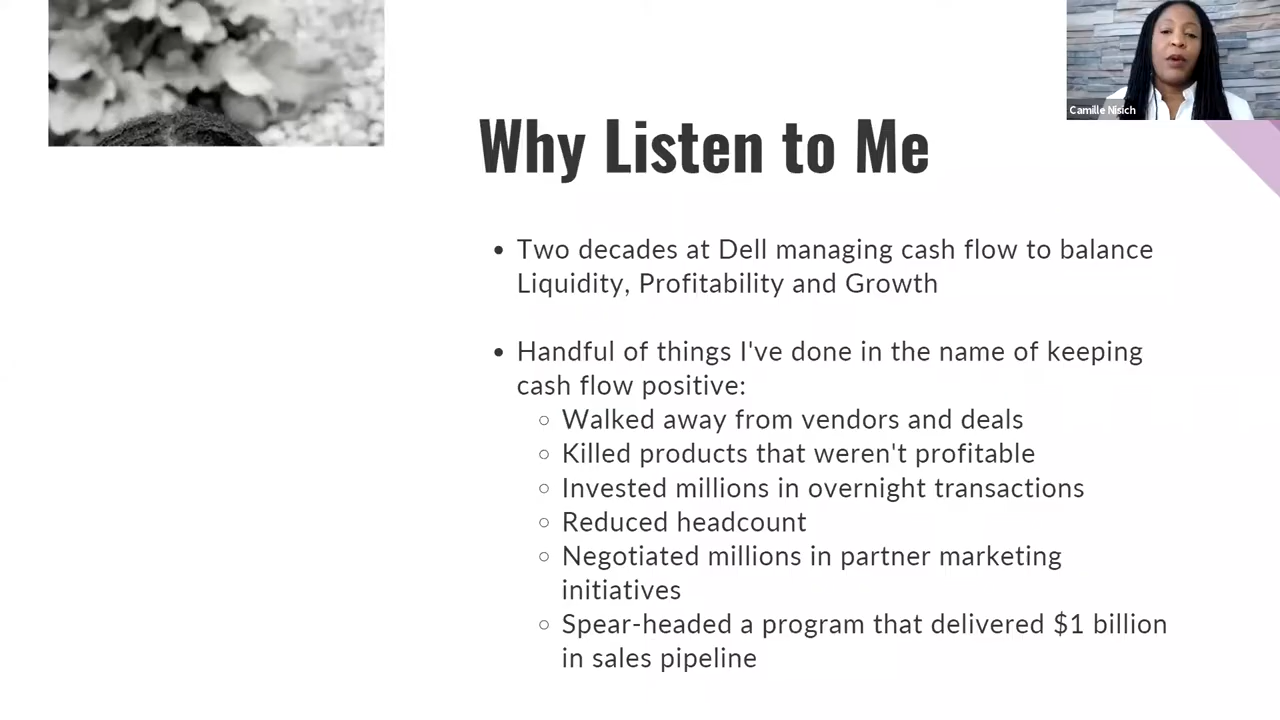 Camille Nisich
Why Listen to Me
• Two decades at Dell managing cash flow to balance
Liquidity, Profitability and Growth
• Handful of things I've done in the name of keeping
cash flow positive:
○ Walked away from vendors and deals
○ Killed products that weren't profitable
○ Invested millions in overnight transactions
○ Reduced headcount
○ Negotiated millions in partner marketing
initiatives
○ Spear-headed a program that delivered $1 billion
in sales pipeline